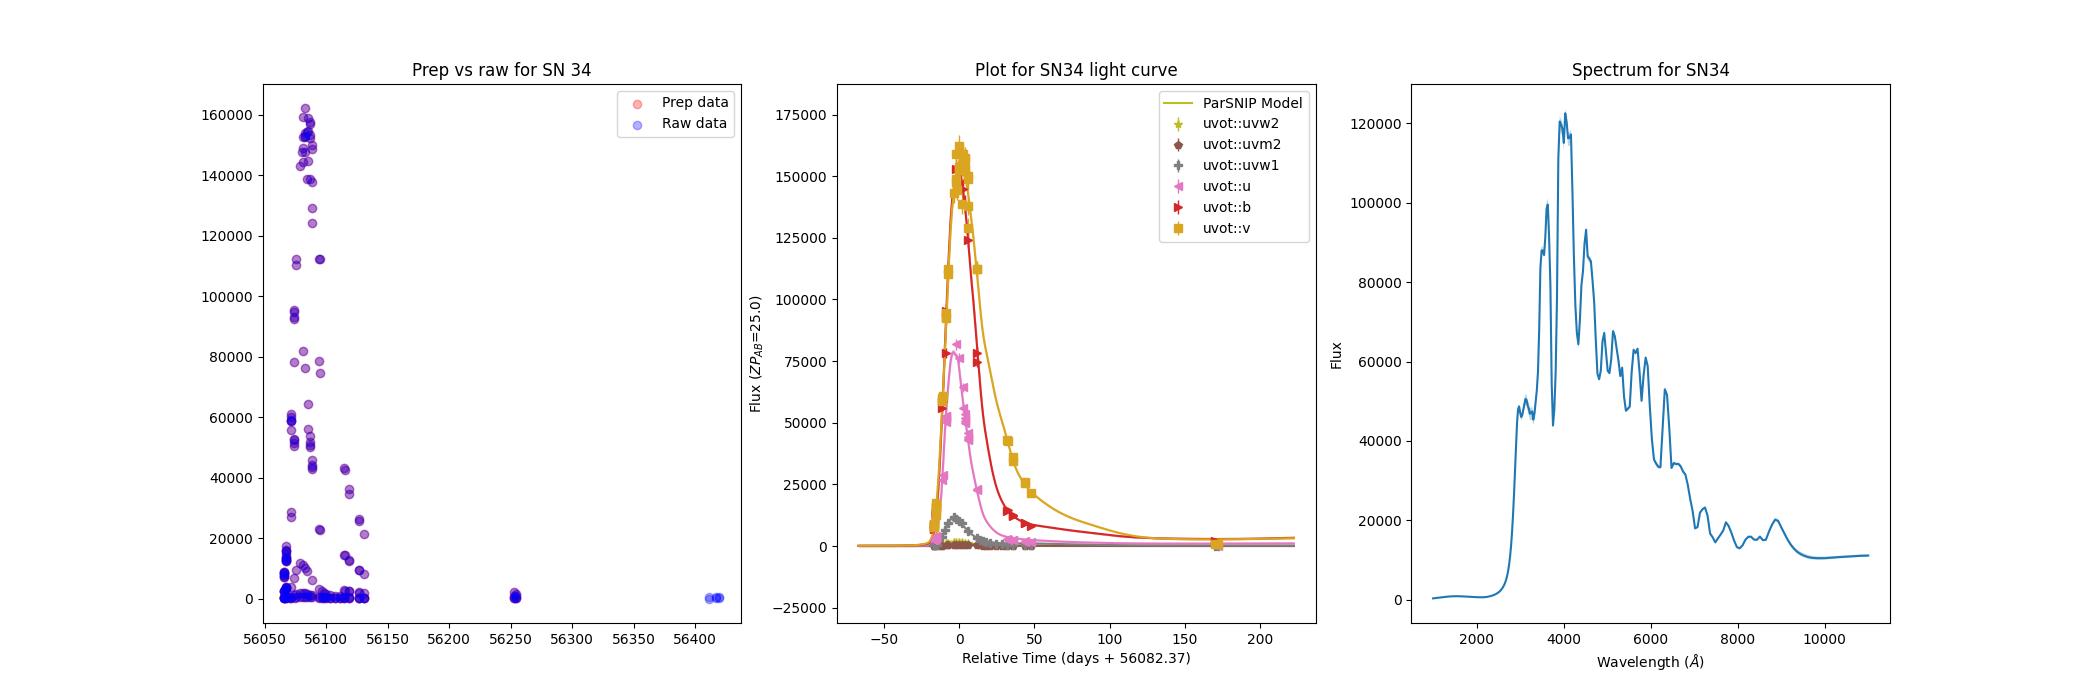 Prep vs raw for SN 34
Prep data
Raw data
160000
140000
120000
100000
80000
60000
40000
20000
0
56050
56100
56150
56200
56250
56300
56350
56400
Plot for SN34 light curve
ParSNIP Model
uvot::uvw2
uvot::uvm2
uvot::uvw1
uvot::u
uvot::b
uvot::v
Flux (ZP_AB=25.0)
175000
150000
125000
100000
75000
50000
25000
0
−25000
−50
0
50
100
150
200
Relative Time (days + 56082.37)
Spectrum for SN34
Flux
120000
100000
80000
60000
40000
20000
0
2000
4000
6000
8000
10000
Wavelength (Å)